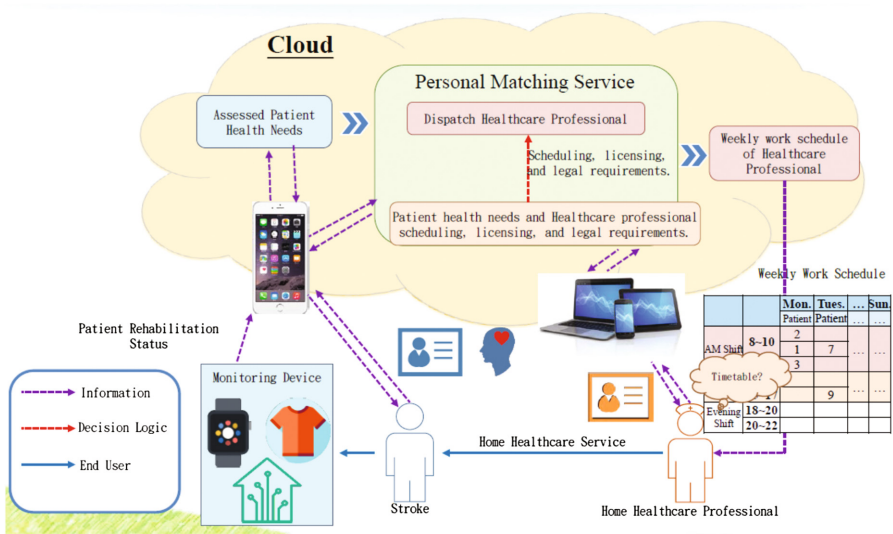 Cloud
Personal Matching Service
Assessed Patient
Health Needs
Dispatch Healthcare Professional
Weekly work schedule
of Healthcare
Professional
Scheduling, licensing,
and legal requirements.
Patient health needs and Healthcare professional
scheduling, licensing, and legal requirements.
Weekly Work Schedule
Mon. Tues. … Sun.
Patient Patient … …
AM Shift 8~10 2
1 7 … …
3
Timetable?
9 … …
Evening Shift 18~20
20~22
Patient Rehabilitation
Status
Monitoring Device
Information
Decision Logic
End User
Home Healthcare Service
Stroke
Home Healthcare Professional